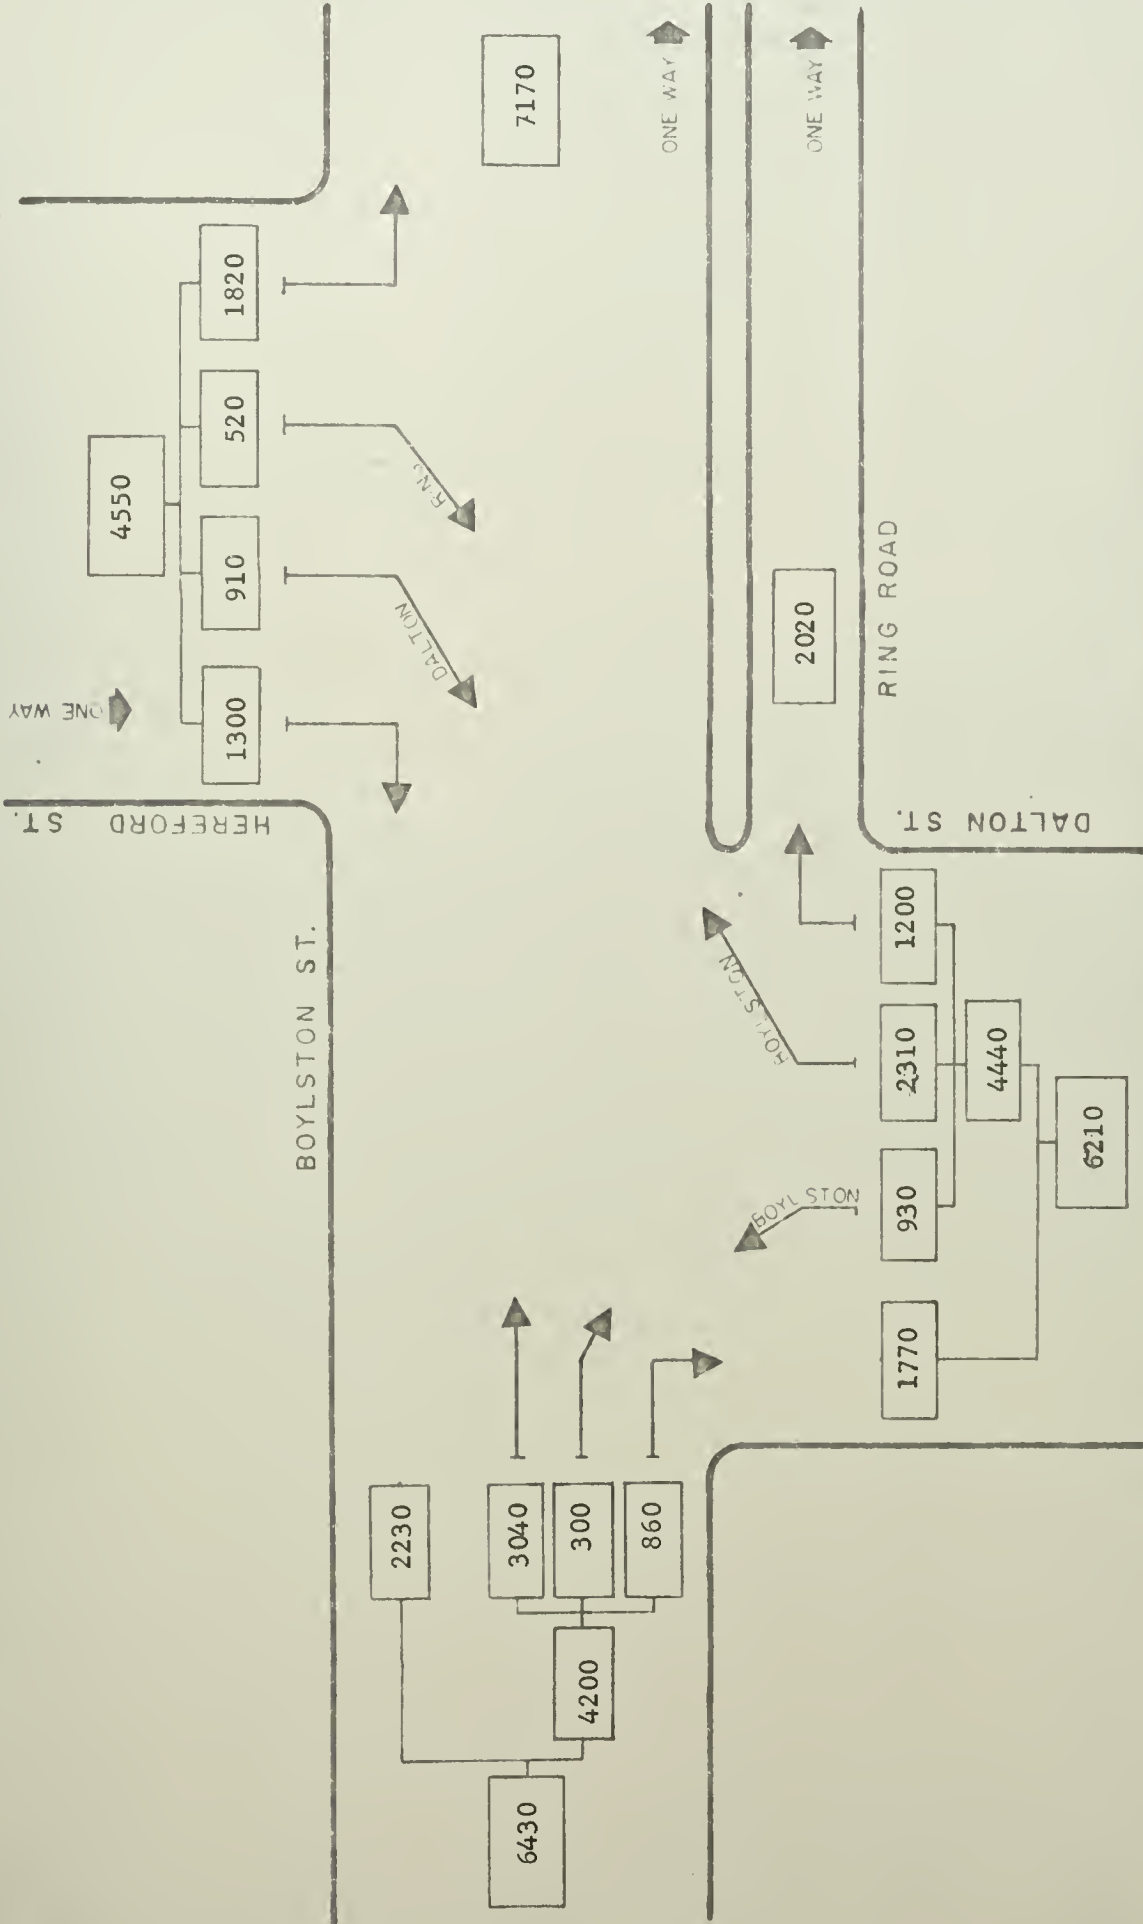 7170
ONE WAY
ONE WAY
4550
1820
520
910
1300
ONE WAY
HEREFORD ST.
DALTON
BOYLSTON ST.
2020
RING ROAD
DALTON ST.
BOYLSTON
BOYLSTON
1200
2310
930
1770
4440
6210
2230
3040
300
860
4200
6430